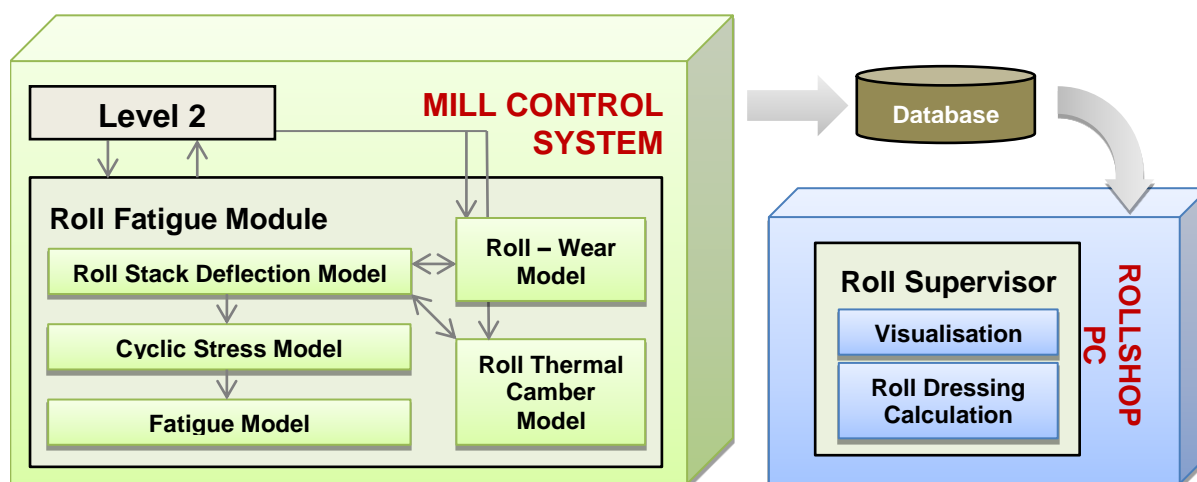 Level 2
MILL CONTROL
SYSTEM
Roll Fatigue Module
Roll Stack Deflection Model
Cyclic Stress Model
Fatigue Model
Roll – Wear
Model
Roll Thermal
Camber
Model
Database
Roll Supervisor
Visualisation
Roll Dressing
Calculation
ROLLSHOP
PC